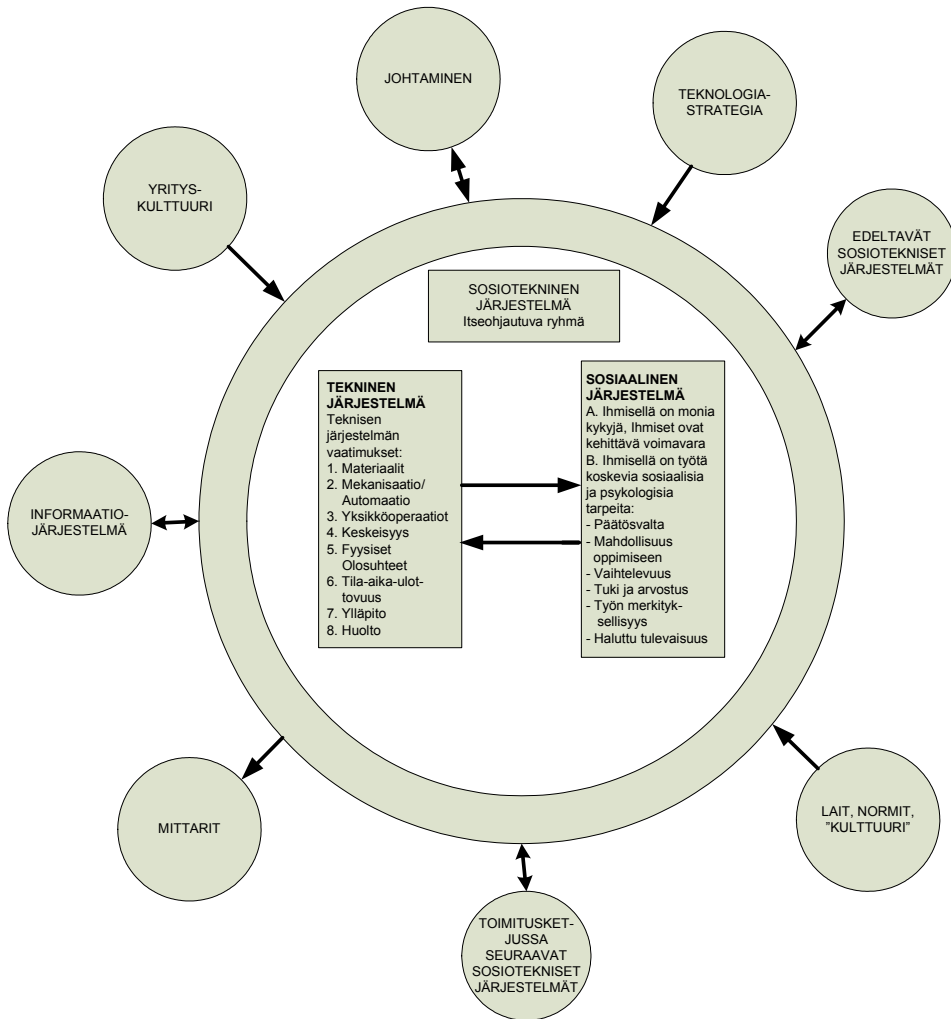 JOHTAMINEN
TEKNOLOGIA-
STRATEGIA
YRITYS-
KULTTUURI
EDELTAVÄT
SOSIOTEKNISET
JÄRJESTELMÄT
SOSIOTEKNINEN
JÄRJESTELMÄ
Itseohjautuva ryhmä
TEKNINEN
JÄRJESTELMÄ
Teknisen
järjestelmän
vaatimukset:
1. Materiaalit
2. Mekanisaatio/
Automaatio
3. Yksikköoperaatiot
4. Keskeisyys
5. Fyysiset
Olosuhteet
6. Tila-aika-ulot-
tovuus
7. Ylläpito
8. Huolto
SOSIAALINEN
JÄRJESTELMÄ
A. Ihmisellä on monia
kykyjä, Ihmiset ovat
kehittävä voimavara
B. Ihmisellä on työtä
koskevia sosiaalisia
ja psykologisia
tarpeita:
- Päätösvalta
- Mahdollisuus
oppimiseen
- Vaihtelevuus
- Tuki ja arvostus
- Työn merkityk-
sellisyys
- Haluttu tulevaisuus
INFORMAATIO-
JÄRJESTELMÄ
MITTARIT
LAIT, NORMIT,
"KULTTUURI"
TOIMITUSKET-
JUSSA
SEURAAVAT
SOSIOTEKNISET
JÄRJESTELMÄT